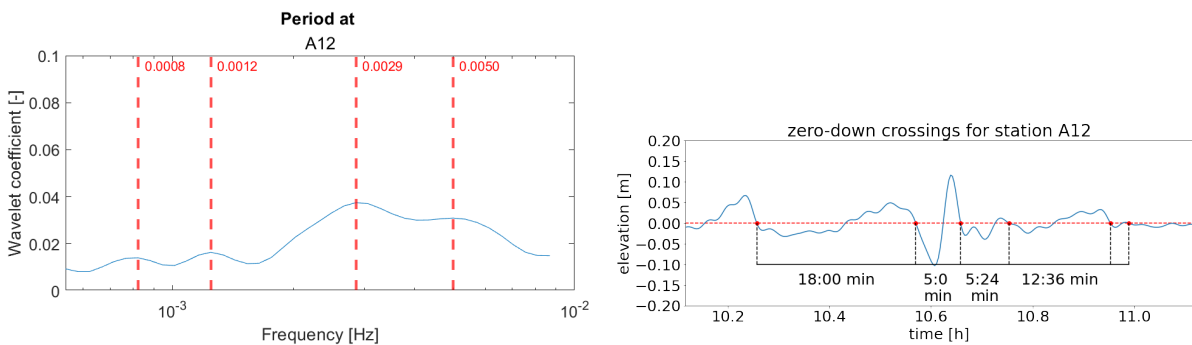 Period at
A12
0.1
0.08
0.06
0.04
0.02
0
0.0008
0.0012
0.0029
0.0050
10⁻³
10⁻²
Wavelet coefficient [-]
Frequency [Hz]
zero-down crossings for station A12
0.20
0.15
0.10
0.05
0.00
−0.05
−0.10
−0.15
−0.20
elevation [m]
18:00 min
5:0
min
5:24
min
12:36 min
10.2
10.4
10.6
10.8
11.0
time [h]